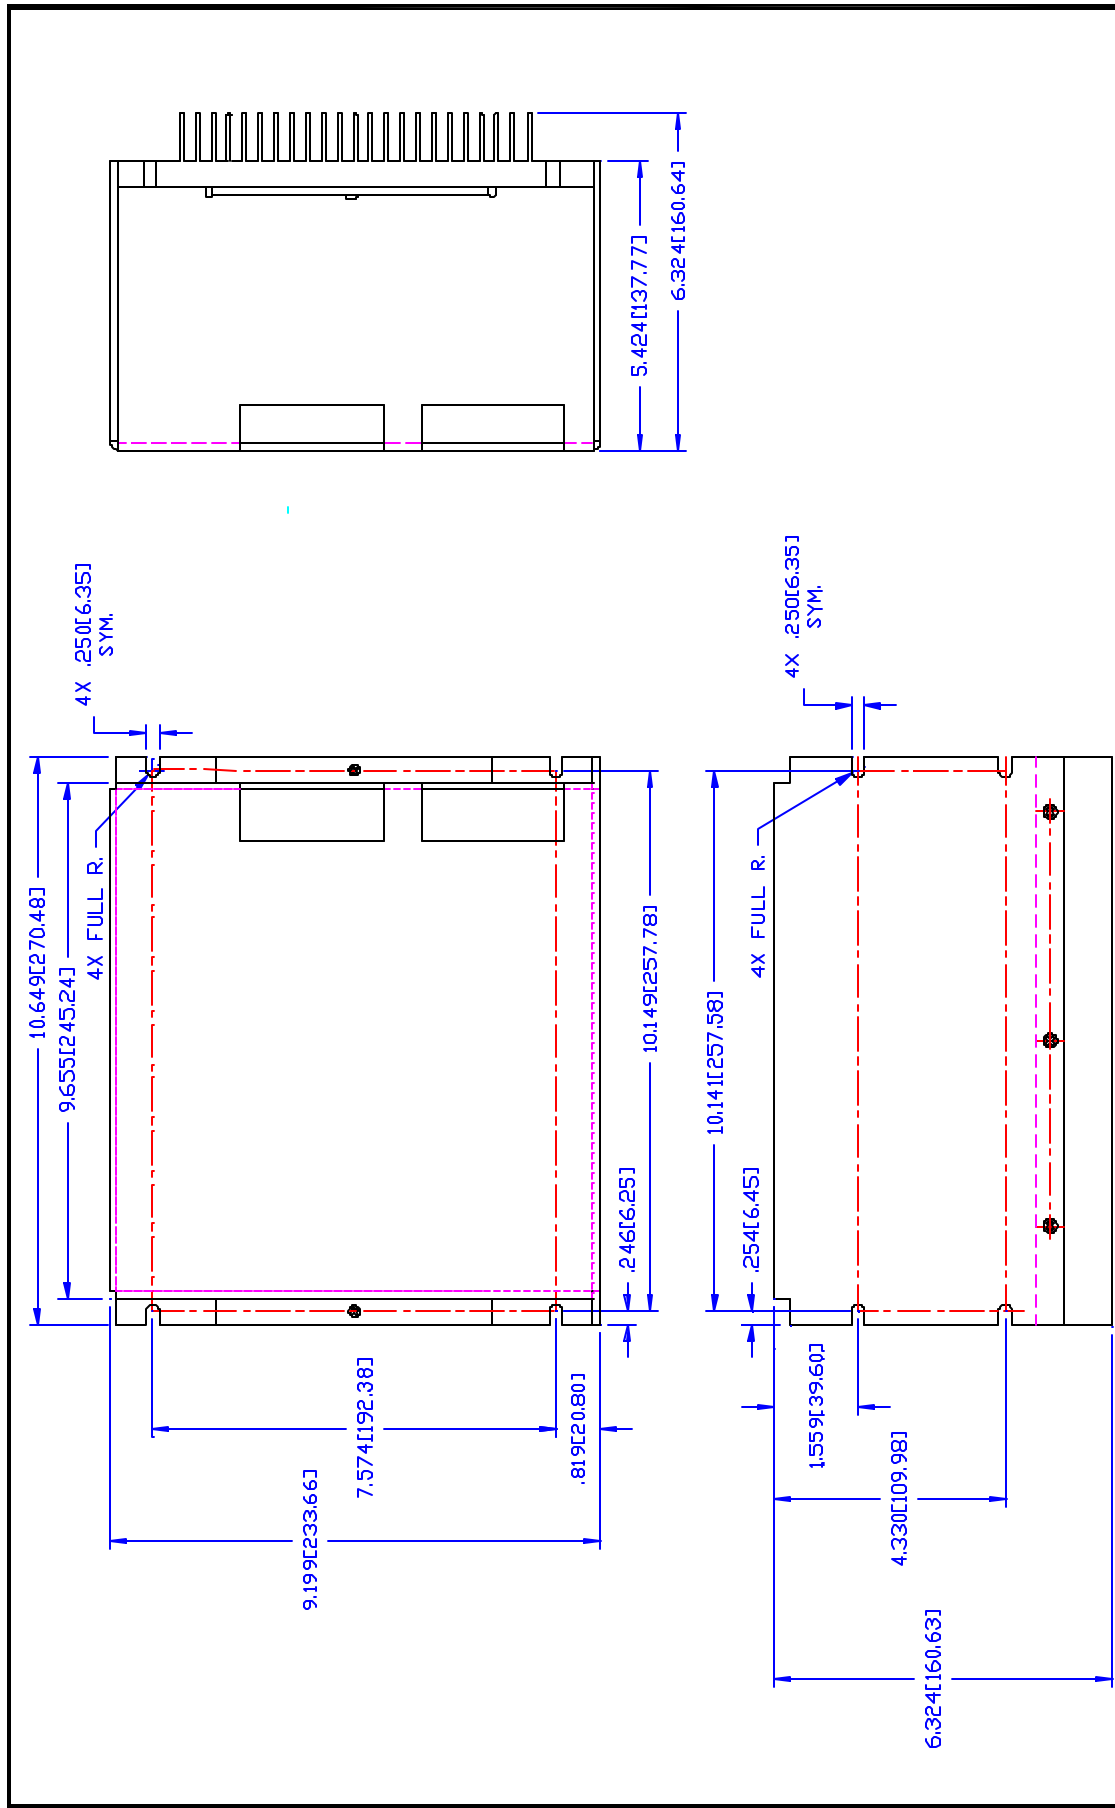 5.424[137.77]
6.324[160.64]
4X .250[6.35]
SYM.
10.649[270.48]
9.655[245.24]
4X FULL R.
10.149[257.78]
.246[6.25]
7.574[192.38]
.819[20.80]
9.199[233.66]
4X .250[6.35]
SYM.
4X FULL R.
10.141[257.58]
.254[6.45]
1.559[39.60]
4.330[109.98]
6.324[160.63]